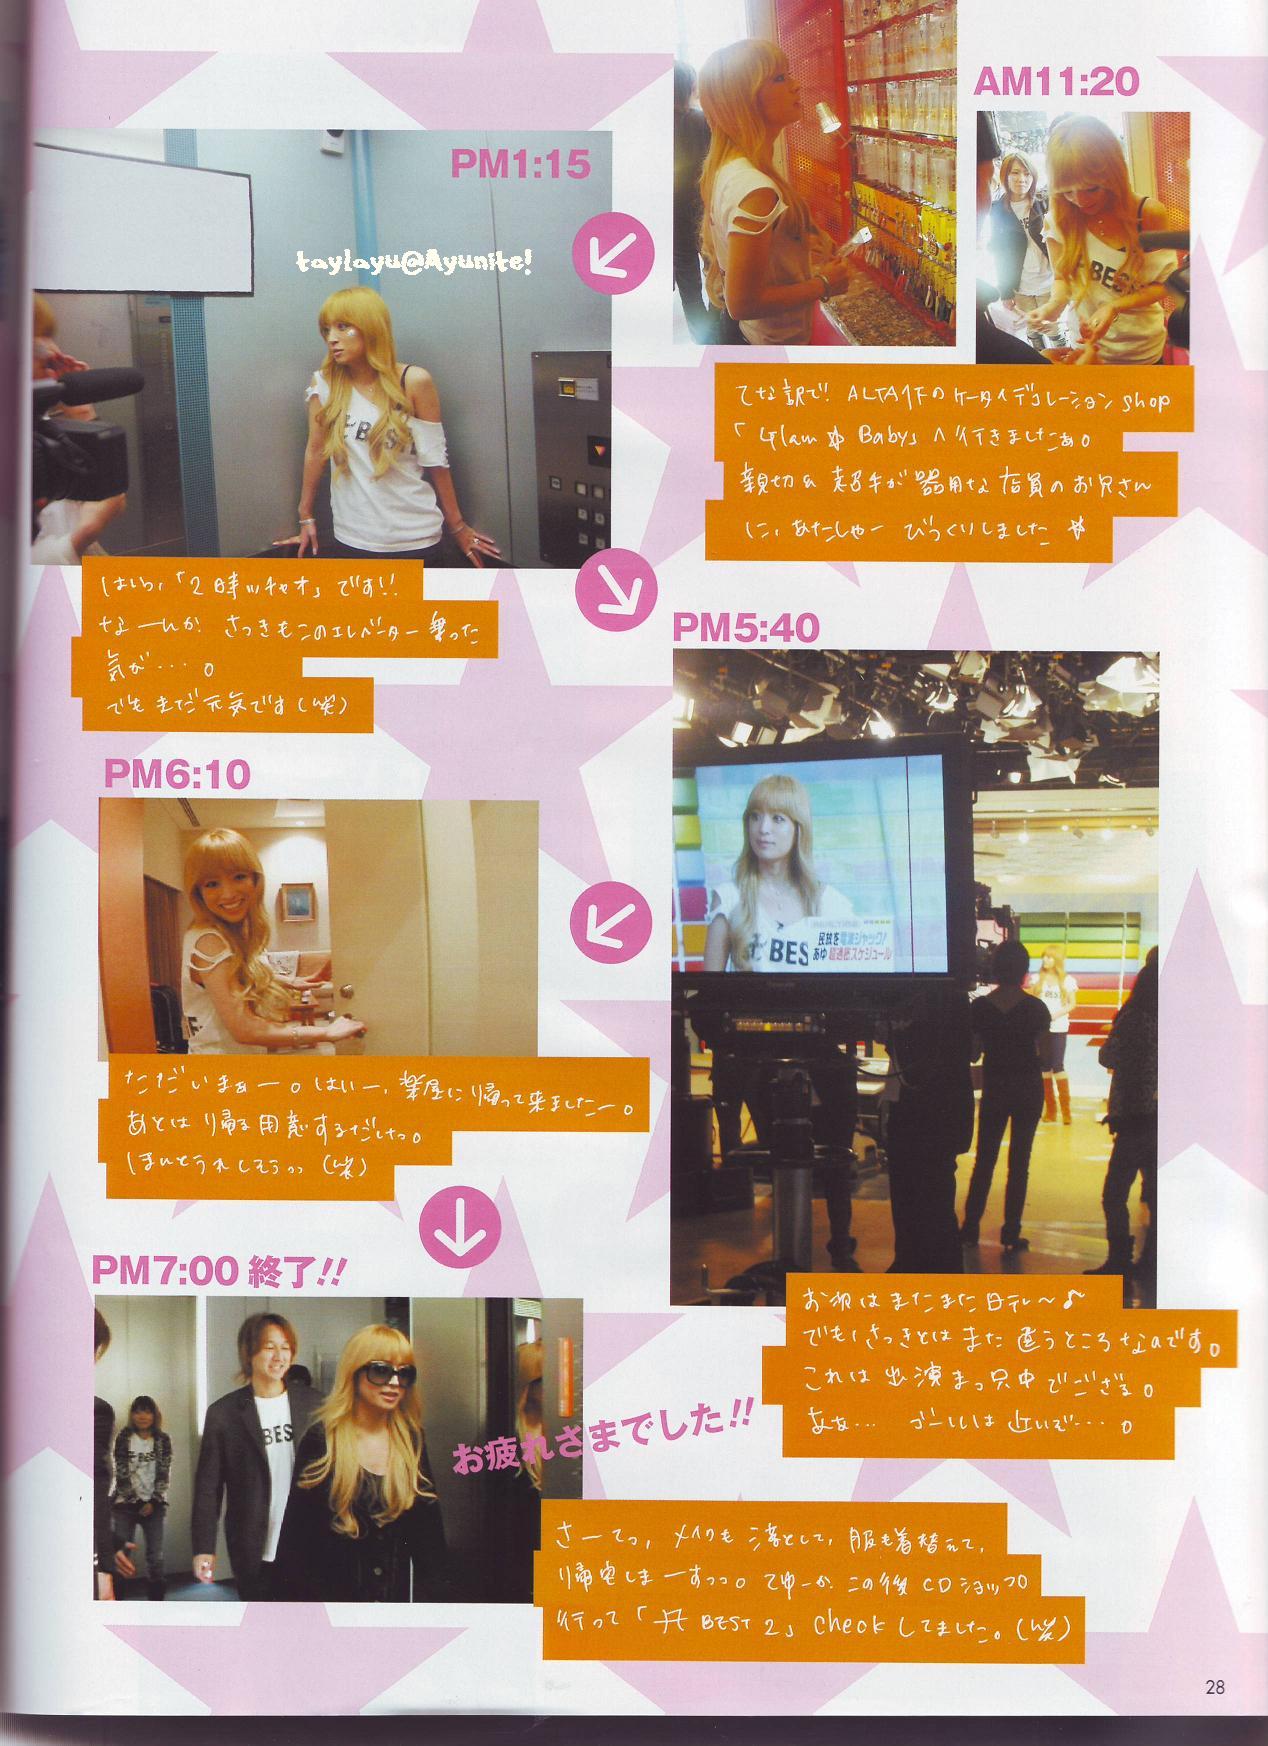 AM11:20
BES
てな訳で! ALTA1Fのケータイデコレーションshop
「Glam☆Baby」へ行きましたぁ。
親切&超手が器用な店員のお兄さん
に、あたしゃー びっくりしました☆
PM1:15
taylayu@Ayunite!
BEST
はいっ、「2時ッチャオ」です!!
なーんか さっきもこのエレベーター乗った
気が…。
でもまだ元気です(笑)
PM5:40
民放を電波ジャック!
あゆ 超過密スケジュール
BES
お次はまたまた日テレ〜♪
でも、さっきとはまた違うところなのです。
これは出演まっ只中でござる。
ああ… ゴールは近いぞ…。
PM6:10
ただいまぁー。はいー、楽屋に帰って来ましたー。
あとは帰る用意するだけっ。
ほんとうれしそうっっ(笑)
PM7:00 終了!!
BES
お疲れさまでした!!
さーてっ、メイクも落として、服も着替えて、
帰宅しまーすっっ。てゆーか この後CDショップ
行って「A BEST 2」checkしてました。(笑)
28